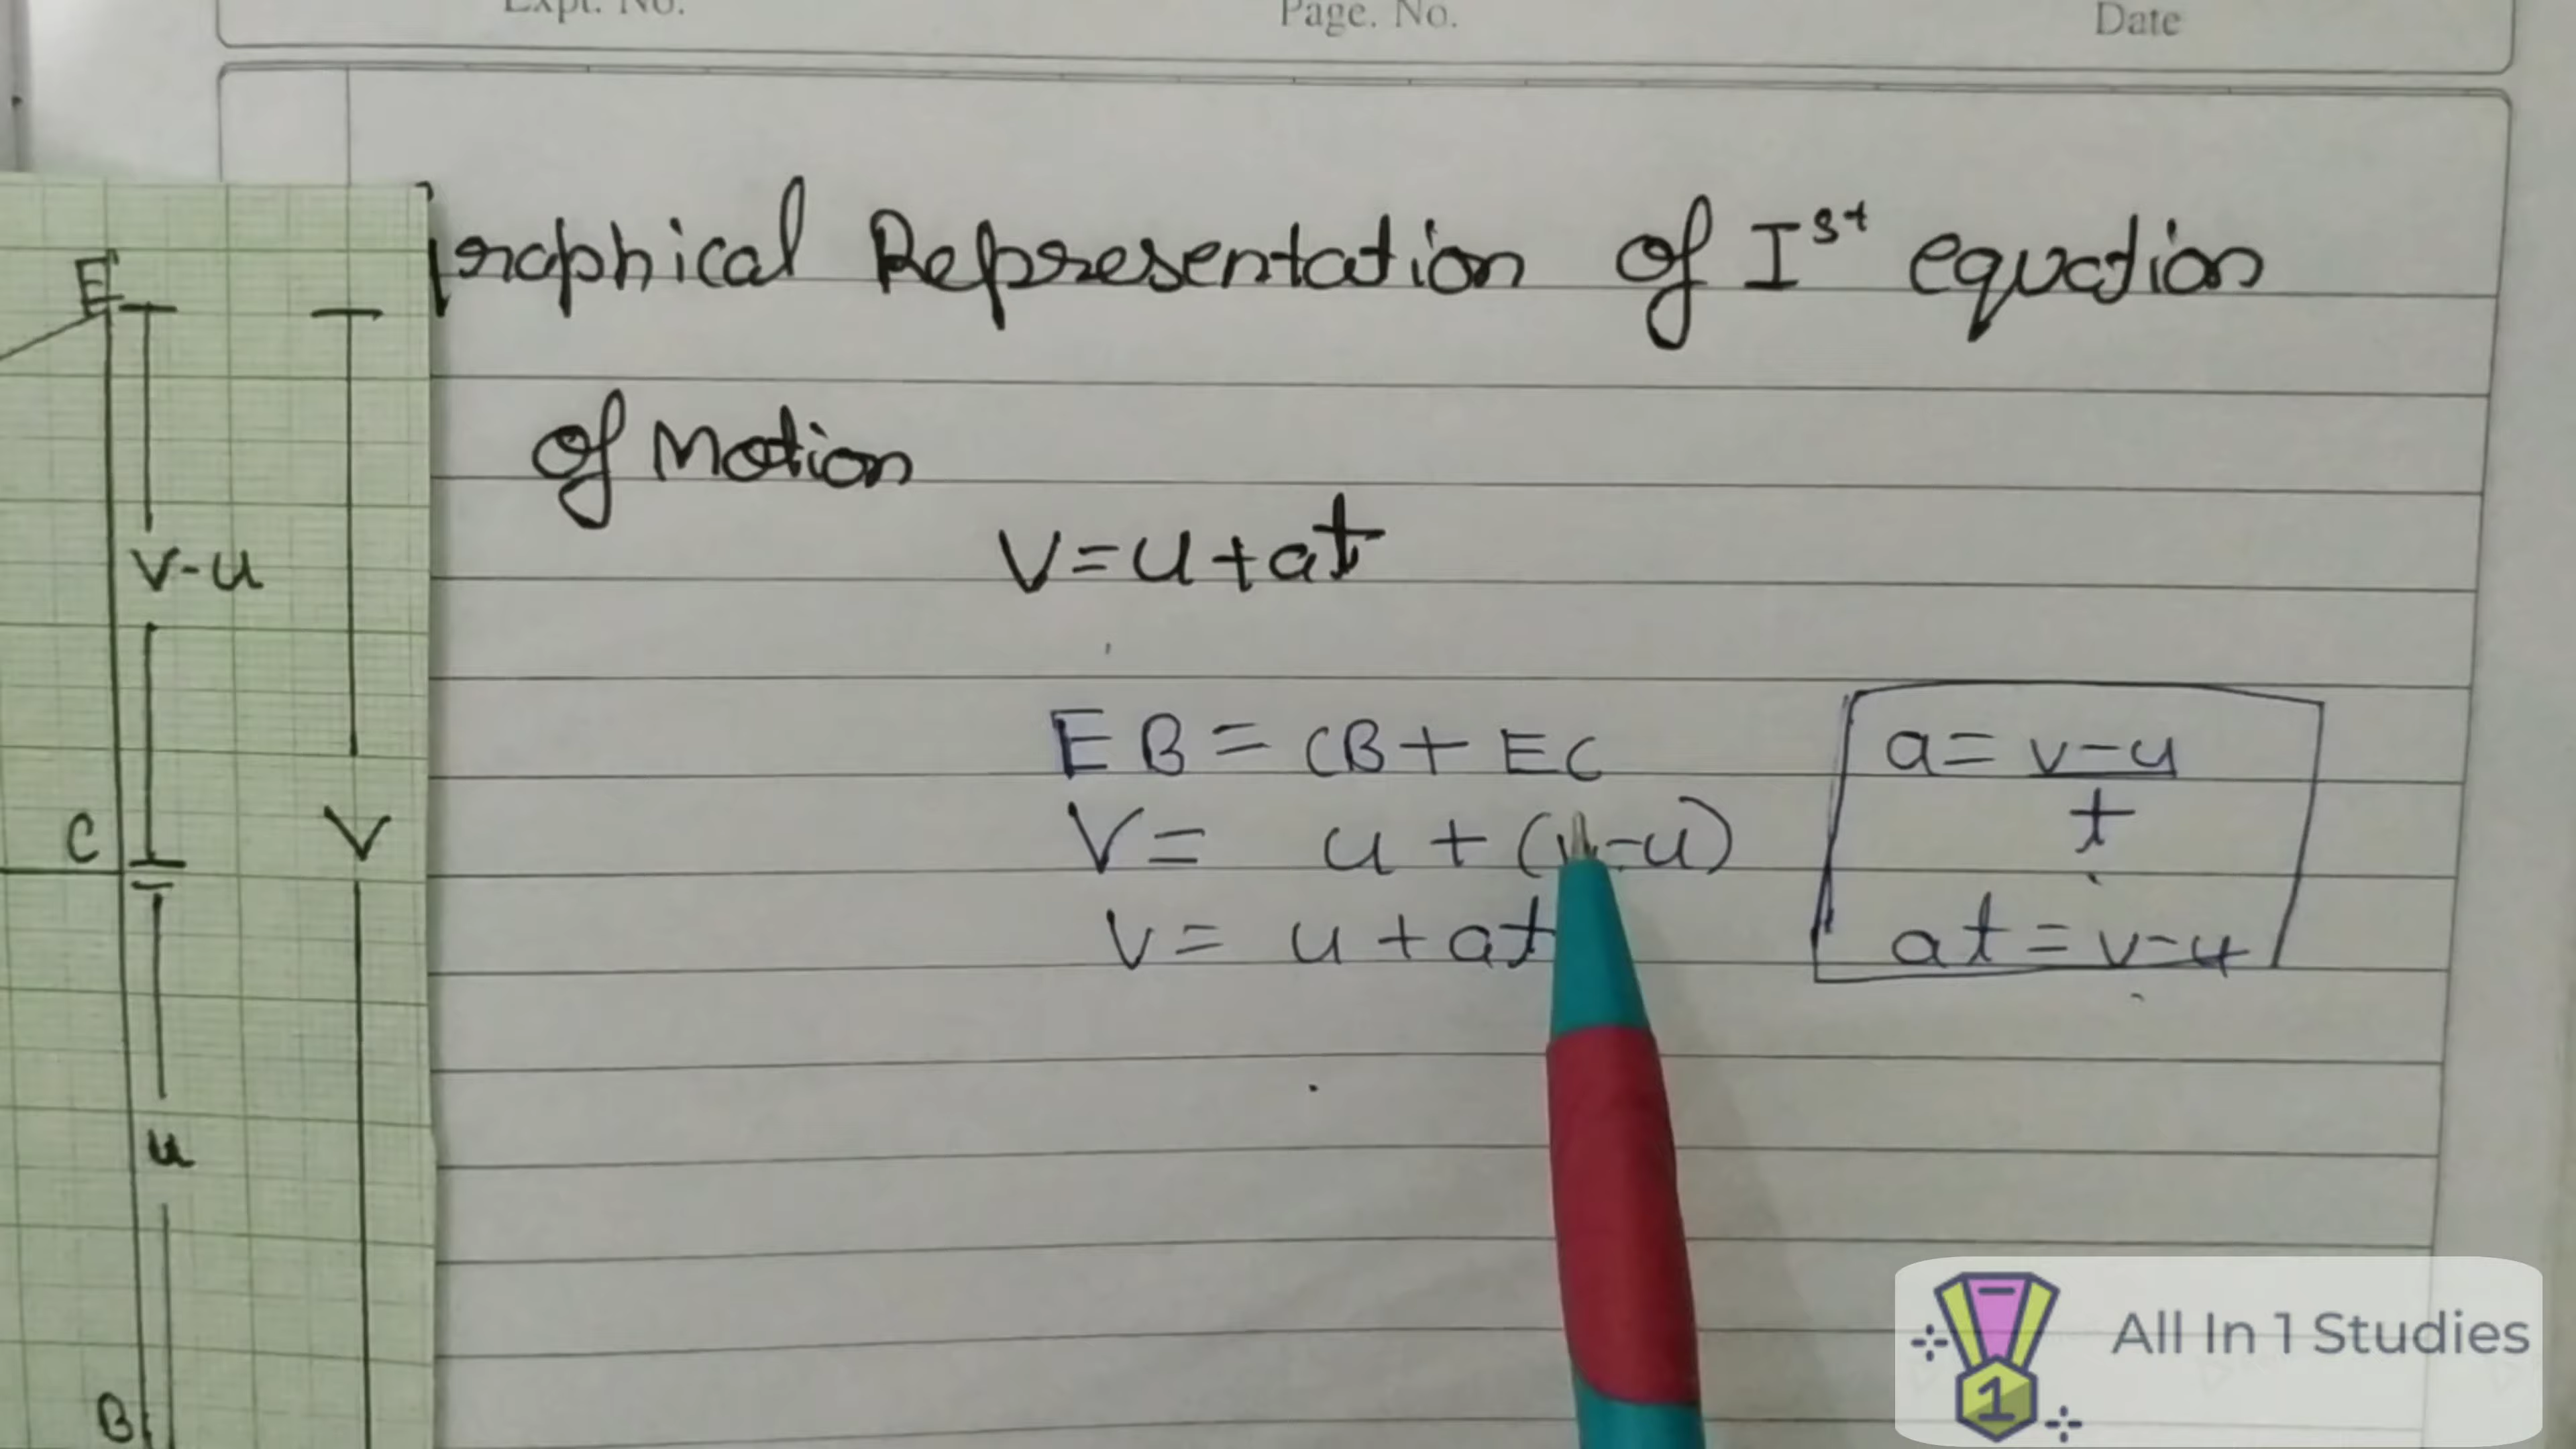 Expt. No.
Page. No.
Date
raphical Representation of Ist equation
of Motion
V=u+at
EB = CB + EC
V = u + (v-u)
V = u + at
a = v-u
t
at = v-u
E
V-u
C
V
u
B
All In 1 Studies
1